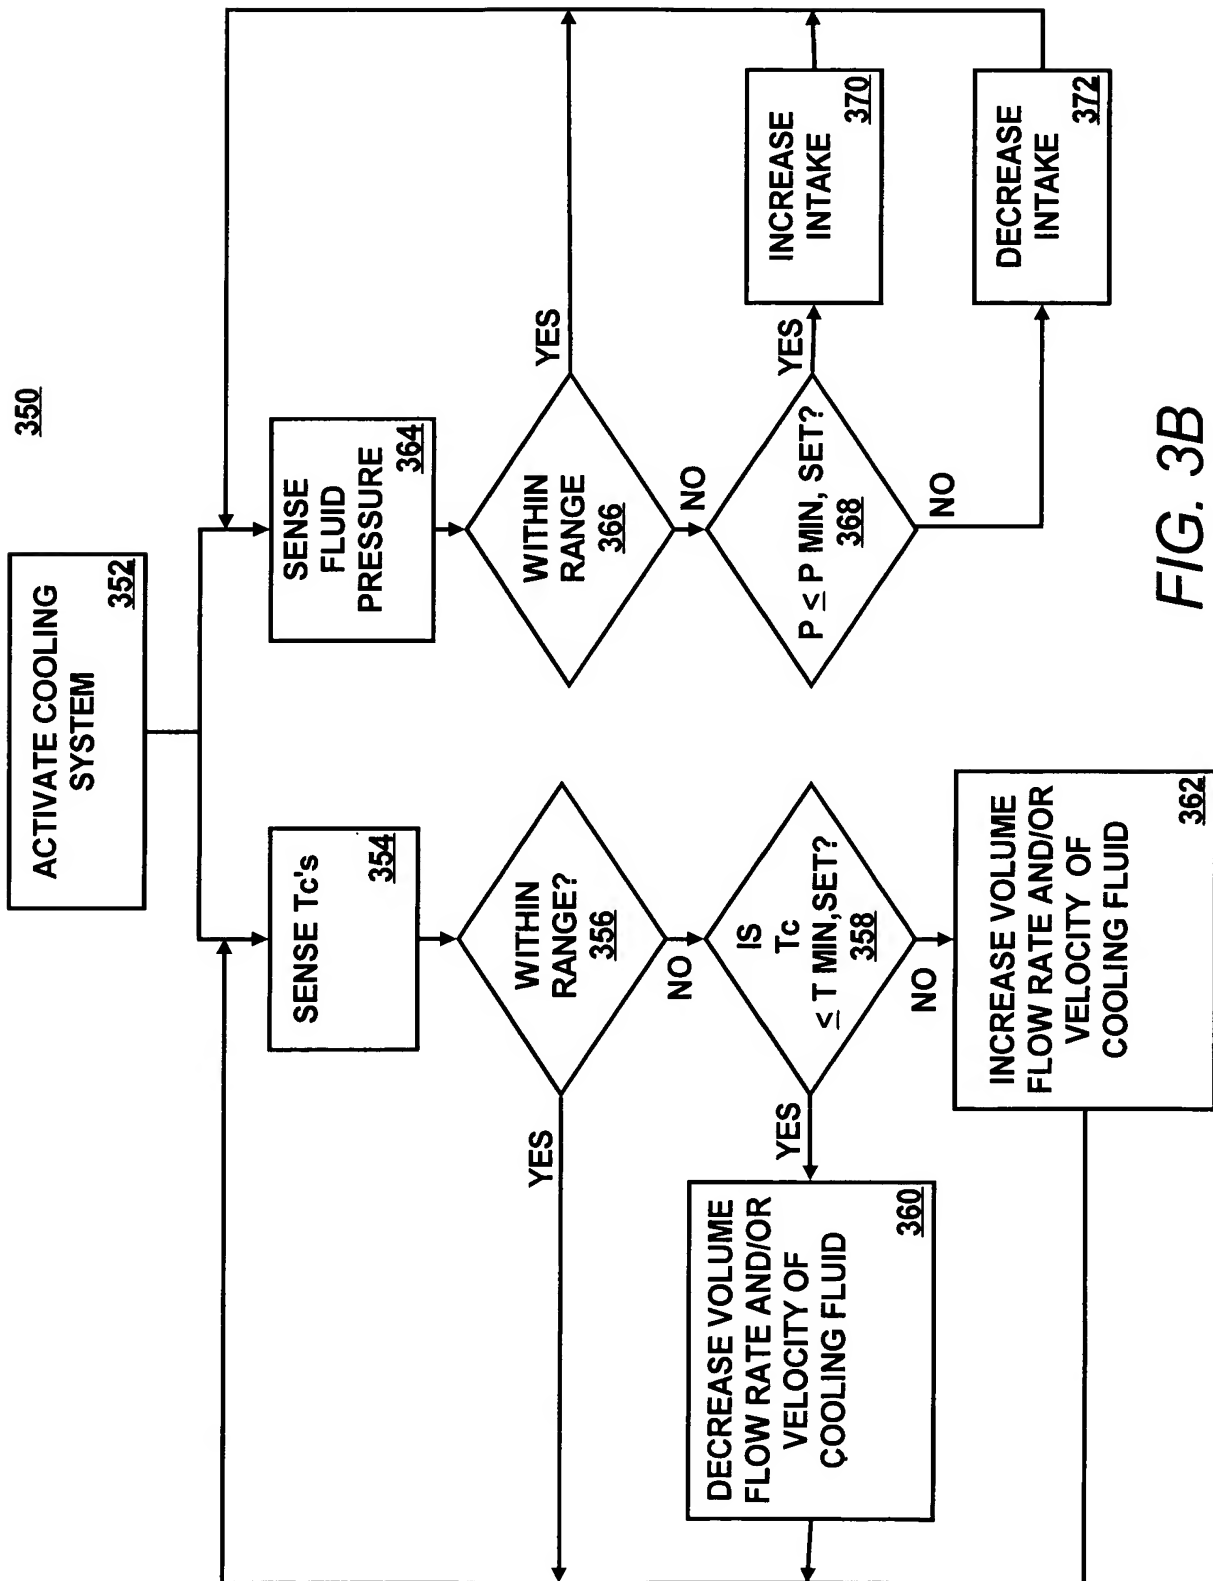 350
ACTIVATE COOLING
SYSTEM
352
SENSE Tc's
354
WITHIN
RANGE?
356
YES
NO
IS
Tc
≤ T MIN,SET?
358
YES
NO
DECREASE VOLUME
FLOW RATE AND/OR
VELOCITY OF
COOLING FLUID
360
INCREASE VOLUME
FLOW RATE AND/OR
VELOCITY OF
COOLING FLUID
362
SENSE
FLUID
PRESSURE
364
WITHIN
RANGE
366
YES
NO
P ≤ P MIN, SET?
368
YES
NO
INCREASE
INTAKE
370
DECREASE
INTAKE
372
FIG. 3B